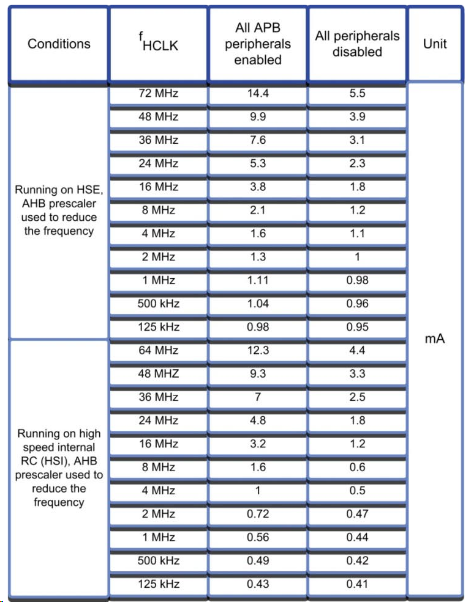 Conditions
fHCLK
All APB
peripherals
enabled
All peripherals
disabled
Unit
Running on HSE,
AHB prescaler
used to reduce
the frequency
72 MHz 14.4 5.5
48 MHz 9.9 3.9
36 MHz 7.6 3.1
24 MHz 5.3 2.3
16 MHz 3.8 1.8
8 MHz 2.1 1.2
4 MHz 1.6 1.1
2 MHz 1.3 1
1 MHz 1.11 0.98
500 kHz 1.04 0.96
125 kHz 0.98 0.95
mA
Running on high
speed internal
RC (HSI), AHB
prescaler used to
reduce the
frequency
64 MHz 12.3 4.4
48 MHZ 9.3 3.3
36 MHz 7 2.5
24 MHz 4.8 1.8
16 MHz 3.2 1.2
8 MHz 1.6 0.6
4 MHz 1 0.5
2 MHz 0.72 0.47
1 MHz 0.56 0.44
500 kHz 0.49 0.42
125 kHz 0.43 0.41